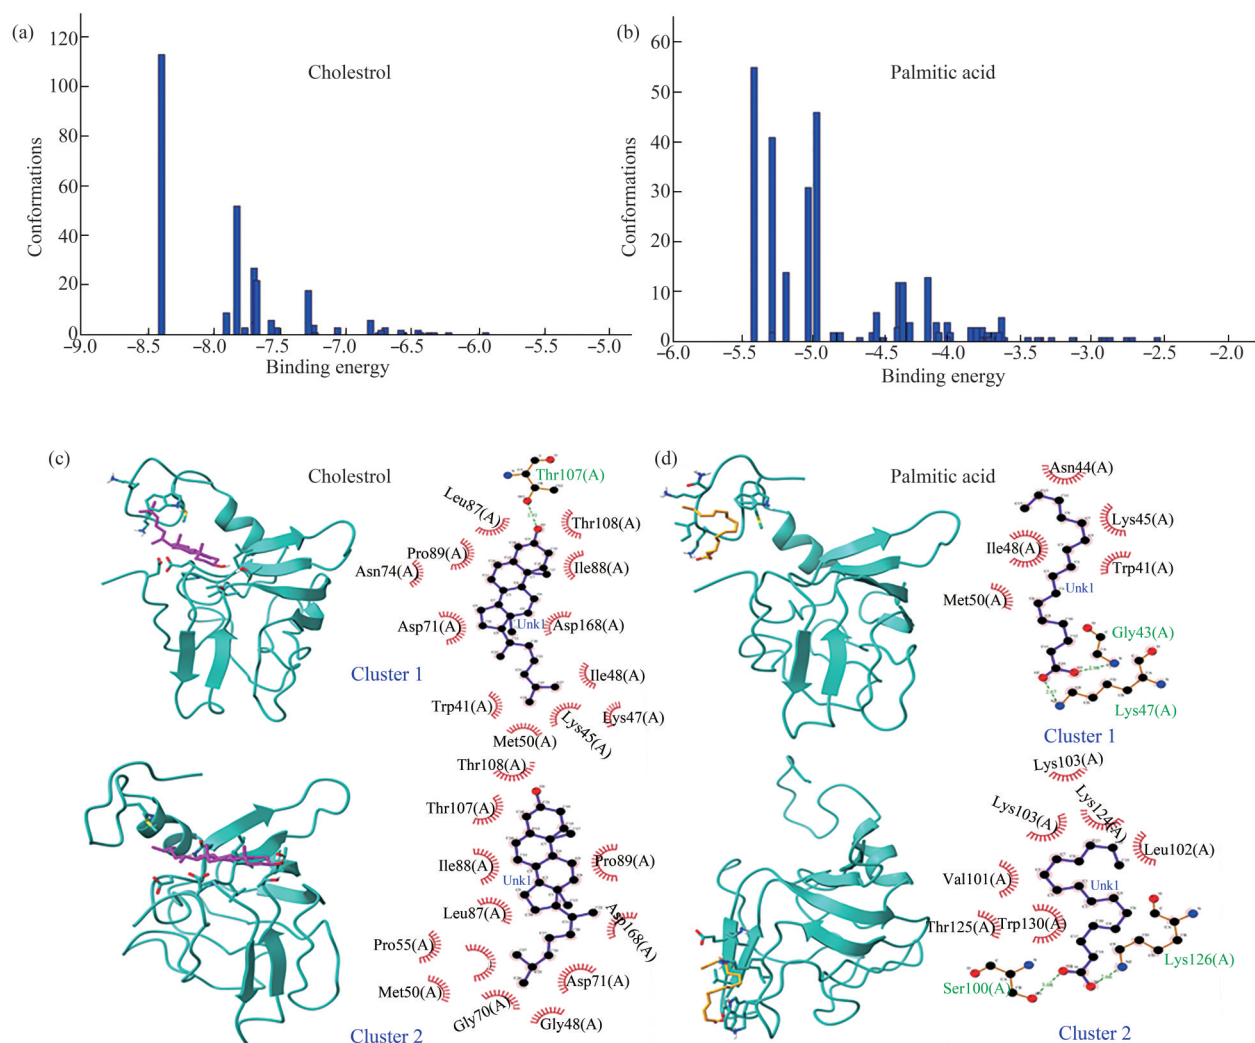 (a)
Cholestrol
Conformations
120
100
80
60
40
20
0
−9.0 −8.5 −8.0 −7.5 −7.0 −6.5 −6.0 −5.5 −5.0
Binding energy
(b)
Palmitic acid
Conformations
60
50
40
30
20
10
0
−6.0 −5.5 −5.0 −4.5 −4.0 −3.5 −3.0 −2.5 −2.0
Binding energy
(c)
Cholestrol
Thr107(A)
Leu87(A)
Thr108(A)
Pro89(A)
Ile88(A)
Asn74(A)
Asp71(A)
Unk1
Asp168(A)
Cluster 1
Ile48(A)
Trp41(A)
Lys45(A)
Lys47(A)
Met50(A)
Thr108(A)
Thr107(A)
Ile88(A)
Pro89(A)
Unk1
Leu87(A)
Asp168(A)
Pro55(A)
Asp71(A)
Met50(A)
Gly70(A)
Gly48(A)
Cluster 2
(d)
Palmitic acid
Asn44(A)
Lys45(A)
Ile48(A)
Trp41(A)
Unk1
Met50(A)
Gly43(A)
Lys47(A)
Cluster 1
Lys103(A)
Lys103(A)
Lys124(A)
Leu102(A)
Val101(A)
Unk1
Thr125(A)
Trp130(A)
Lys126(A)
Ser100(A)
Cluster 2